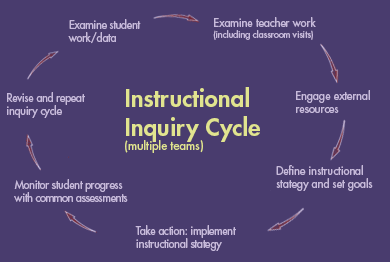 Examine student
work/data
Examine teacher work
(including classroom visits)
Engage external
resources
Define instructional
stategy and set goals
Take action: implement
instructional stategy
Monitor student progress
with common assessments
Revise and repeat
inquiry cycle
Instructional
Inquiry Cycle
(multiple teams)